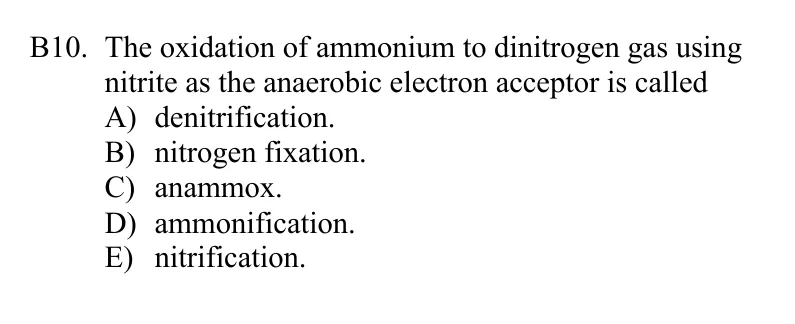 B10. The oxidation of ammonium to dinitrogen gas using
nitrite as the anaerobic electron acceptor is called
A) denitrification.
B) nitrogen fixation.
C) anammox.
D) ammonification.
E) nitrification.